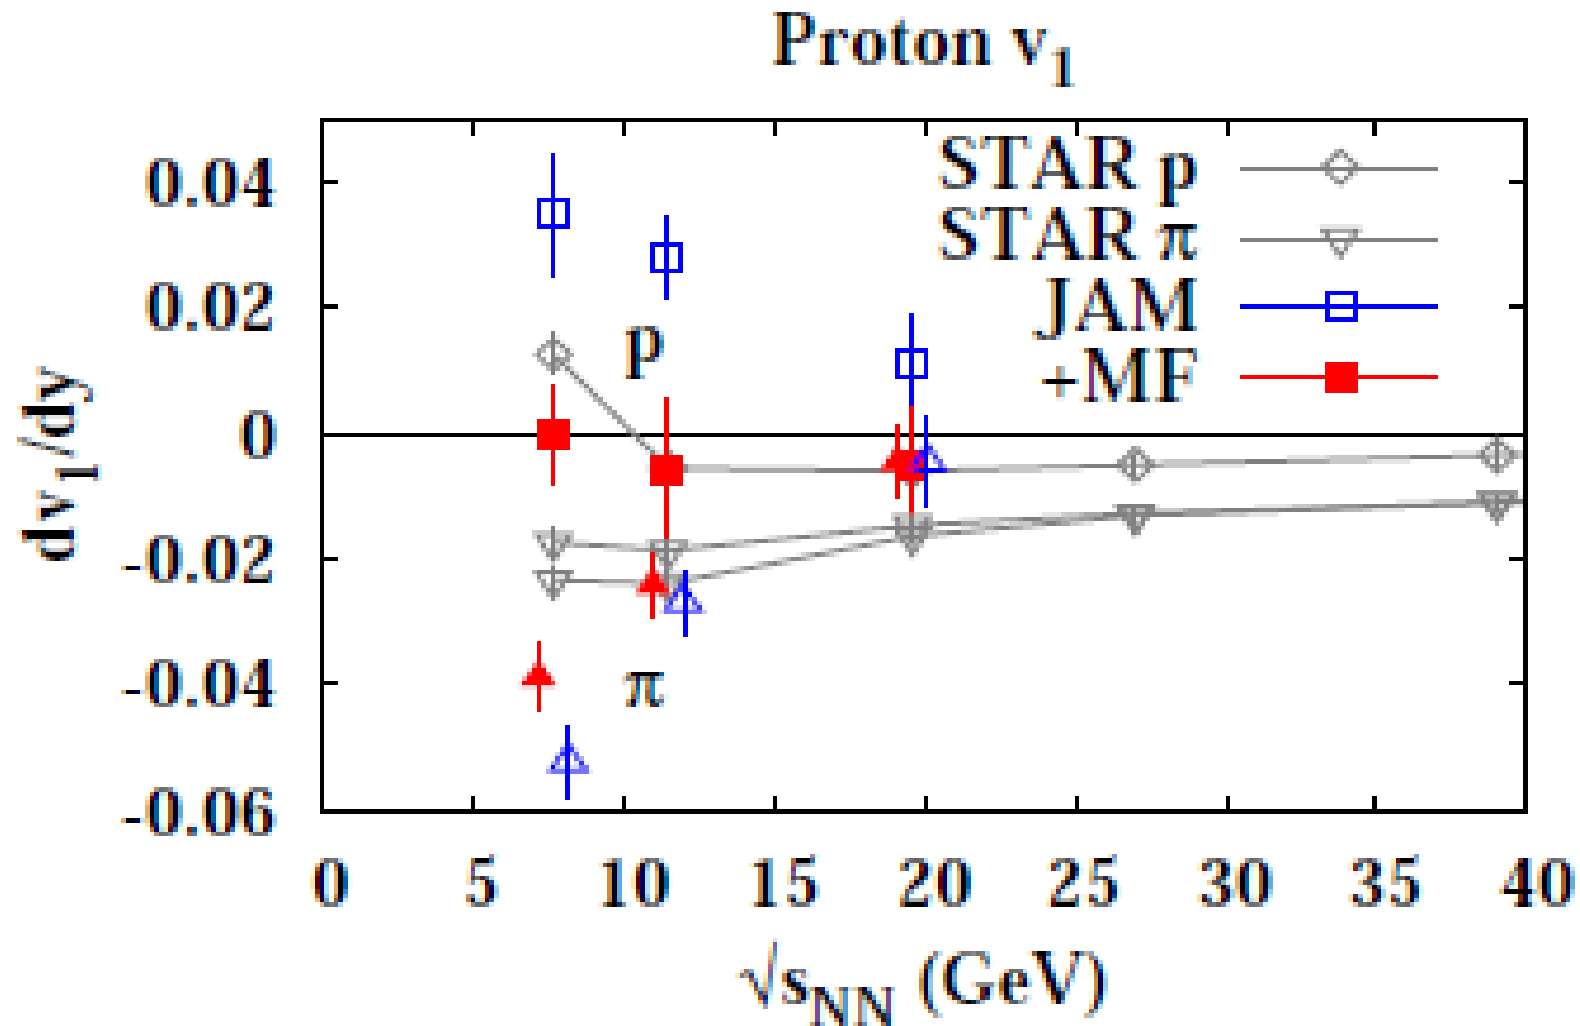 Proton v₁
STAR p
STAR π
JAM
+MF
p
π
dv₁/dy
0.04
0.02
0
-0.02
-0.04
-0.06
0 5 10 15 20 25 30 35 40
√sNN (GeV)